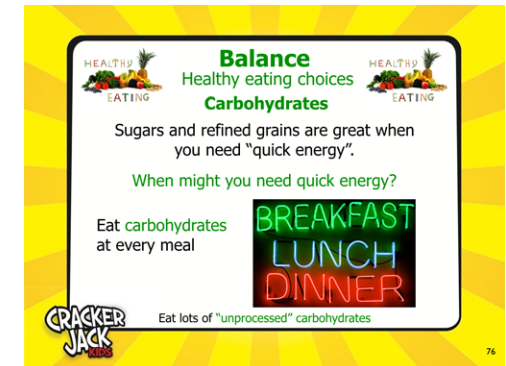 Balance
HEALTHY
EATING
HEALTHY
EATING
Healthy eating choices
Carbohydrates
Sugars and refined grains are great when
you need “quick energy”.
When might you need quick energy?
Eat carbohydrates
at every meal
BREAKFAST
LUNCH
DINNER
Eat lots of “unprocessed” carbohydrates
CRACKER
JACK
KIDS
76